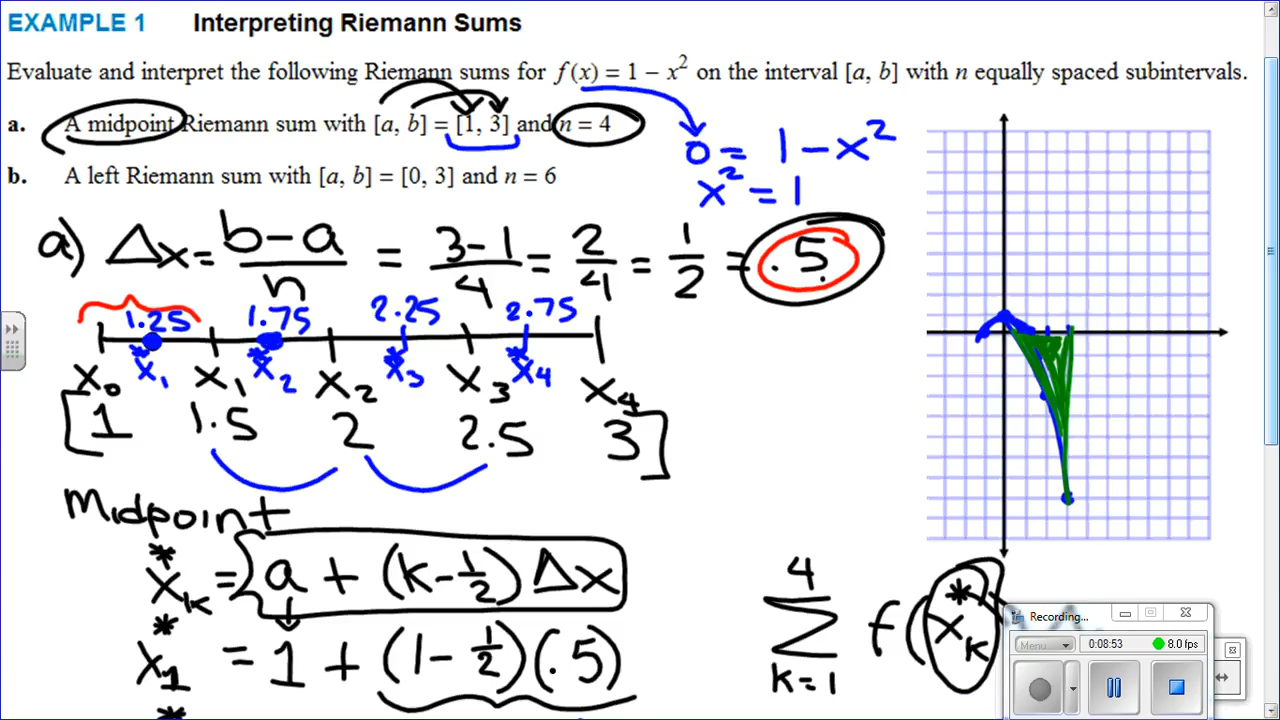 EXAMPLE 1 Interpreting Riemann Sums
Evaluate and interpret the following Riemann sums for f(x) = 1 − x² on the interval [a, b] with n equally spaced subintervals.
a. A midpoint Riemann sum with [a, b] = [1, 3] and n = 4
0 = 1 − x²
b. A left Riemann sum with [a, b] = [0, 3] and n = 6
x² = 1
a) Δx = b−a/n = 3−1/4 = 2/4 = 1/2 = .5
1.25 1.75 2.25 2.75
x₁* x₂* x₃* x₄*
x₀ x₁ x₂ x₃ x₄
[1 1.5 2 2.5 3]
Midpoint
x*ₖ = a + (k−1/2) Δx
x*₁ = 1 + (1−1/2)(.5)
4
Σ f(x*ₖ
k=1
Recording...
Menu 0:08:53 8.0 fps